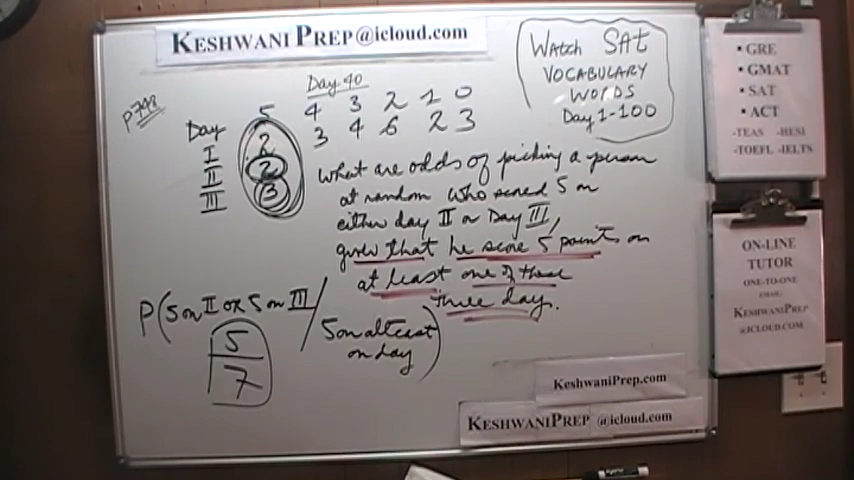 KESHWANIPREP@icloud.com
Day 40
P748
5 4 3 2 1 0
Day
I 2 3 4 6 2 3
II 2
III 3
What are odds of picking a person
at random who scored 5 on
either day II or Day III,
given that he score 5 points on
at least one of these
three days.
P(5 on II or 5 on III / 5 on atleast
on day)
5
7
WAtch SAt
VOCABULARY
WORDS
Day 1-100
• GRE
• GMAT
• SAT
• ACT
-TEAS -HESI
-TOEFL -IELTS
ON-LINE
TUTOR
ONE-TO-ONE
EMAIL-
KESHWANIPREP
@ICLOUD.COM
KeshwaniPrep.com
KESHWANIPREP @icloud.com